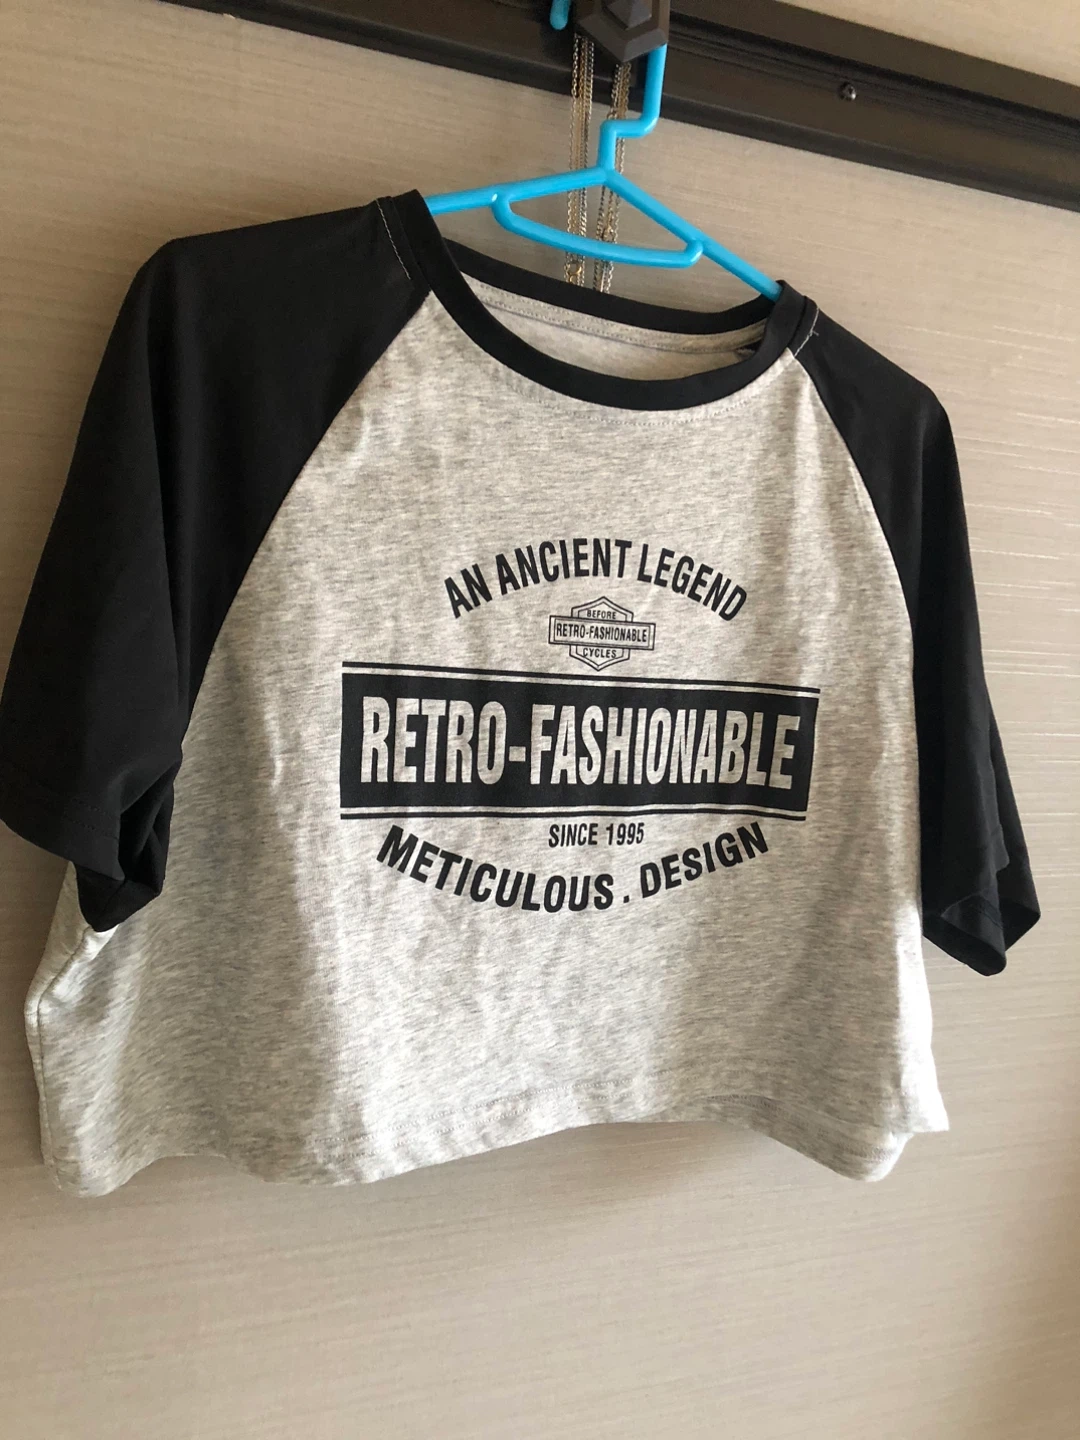 AN ANCIENT LEGEND
BEFORE
RETRO-FASHIONABLE
CYCLES
RETRO-FASHIONABLE
SINCE 1995
METICULOUS . DESIGN